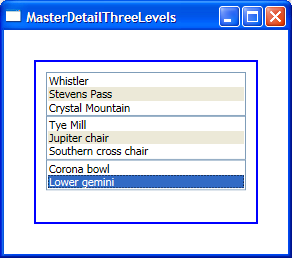 MasterDetailThreeLevels
Whistler
Stevens Pass
Crystal Mountain
Tye Mill
Jupiter chair
Southern cross chair
Corona bowl
Lower gemini